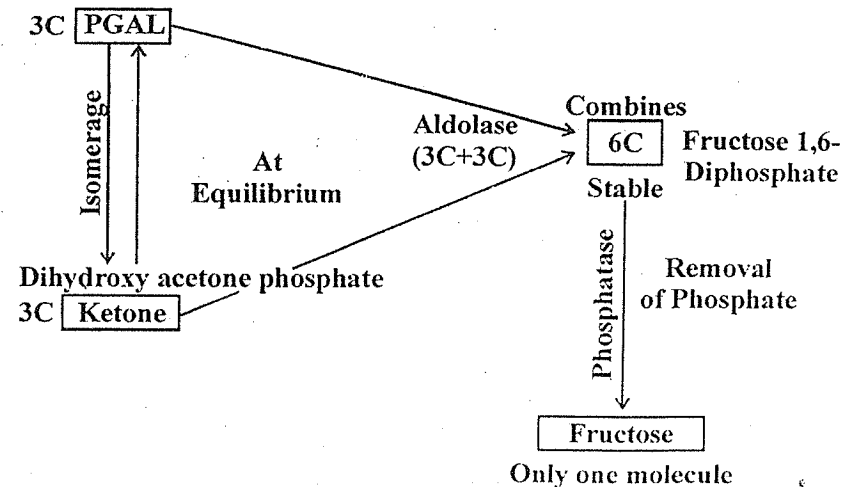 3C PGAL
Isomerage
At
Equilibrium
Dihydroxy acetone phosphate
3C Ketone
Aldolase
(3C+3C)
Combines
6C
Stable
Fructose 1,6-
Diphosphate
Phosphatase
Removal
of Phosphate
Fructose
Only one molecule